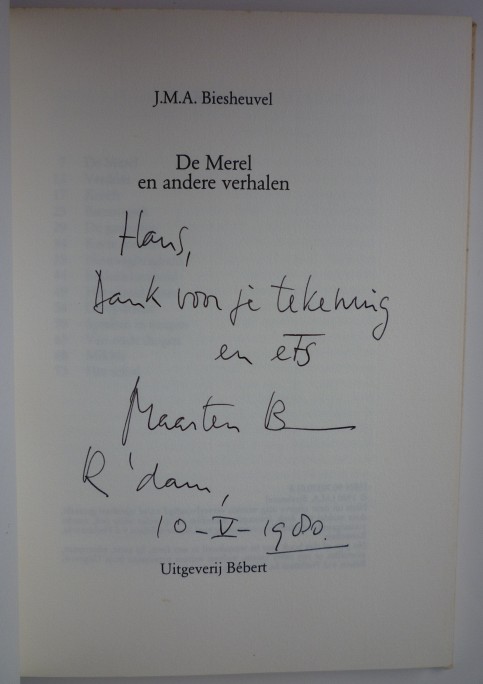 J.M.A. Biesheuvel
De Merel
en andere verhalen
Hans,
Dank voor je tekening
en ets
Maarten B
R'dam,
10-V-1980.
Uitgeverij Bébert